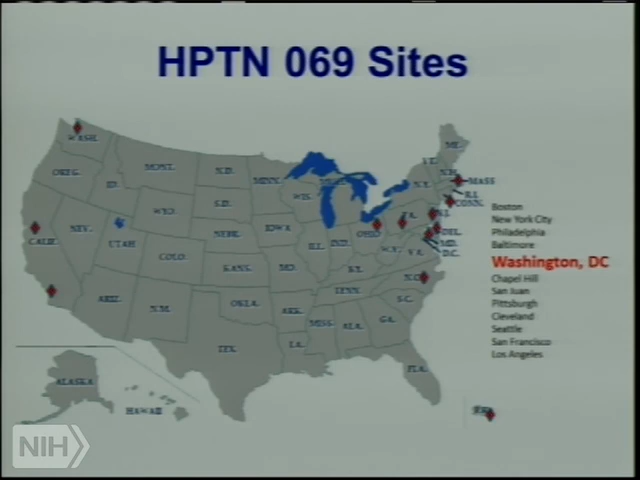 HPTN 069 Sites
WASH.
MONT.
N.D.
MINN.
ME.
VT.
N.H.
OREG.
ID.
S.D.
WIS.
N.Y.
MASS
R.I.
CONN.
WYO.
IOWA
PA.
N.J.
NEV.
NEBR.
ILL.
IND.
OHIO
DEL.
CALIF.
UTAH
COLO.
W.V.
VA.
MD.
D.C.
KANS.
MO.
KY.
N.C.
TENN.
ARIZ.
N.M.
OKLA.
ARK.
S.C.
MISS.
ALA.
GA.
TEX.
LA.
FLA.
ALASKA
HAWAII
Boston
New York City
Philadelphia
Baltimore
Washington, DC
Chapel Hill
San Juan
Pittsburgh
Cleveland
Seattle
San Francisco
Los Angeles
NIH